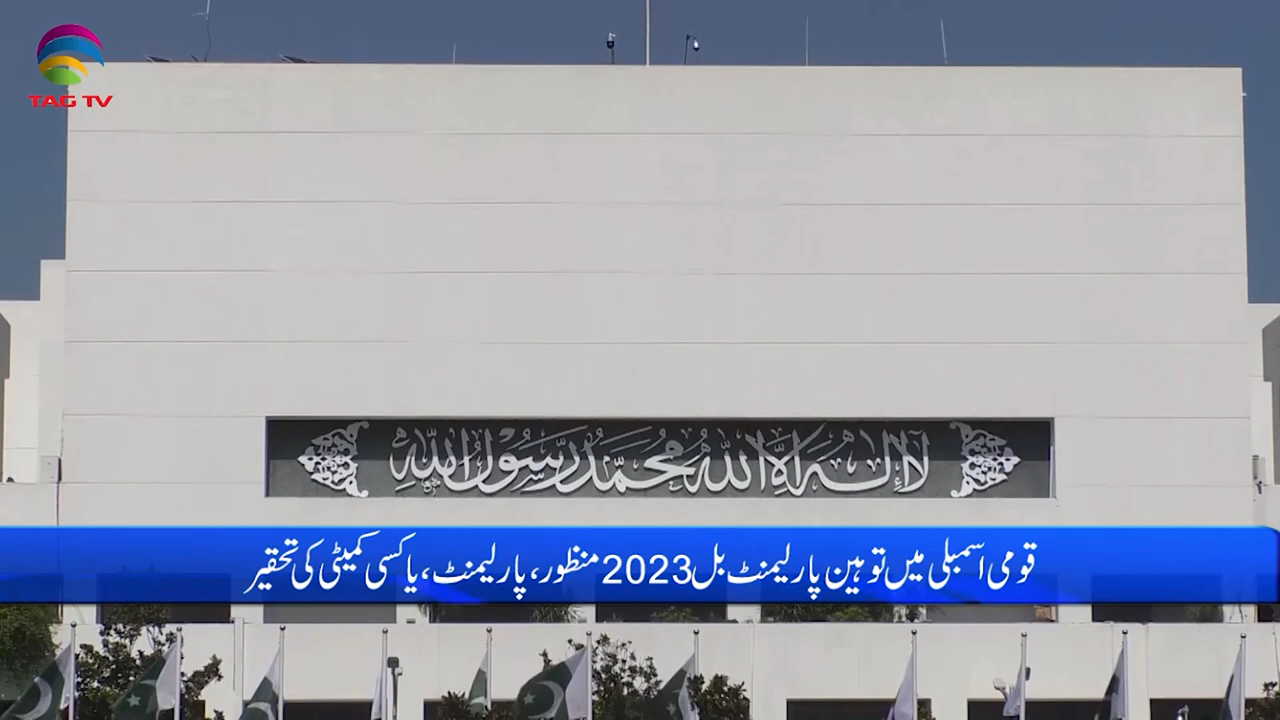 TAG TV
لا إله إلا الله محمد رسول الله
قومی اسمبلی میں توہین پارلیمنٹ بل 2023 منظور، پارلیمنٹ، یا کسی کمیٹی کی تحقیر